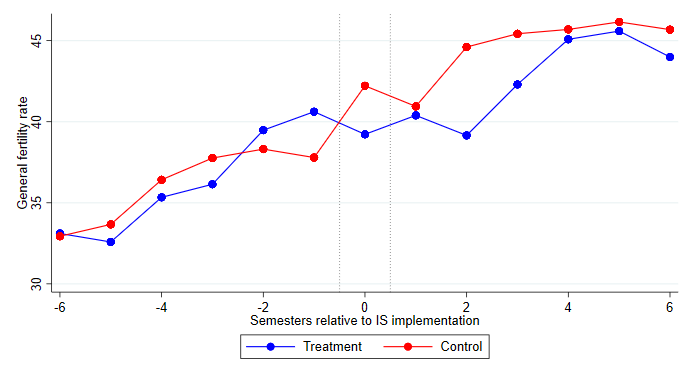 General fertility rate
45
40
35
30
-6 -4 -2 0 2 4 6
Semesters relative to IS implementation
Treatment Control